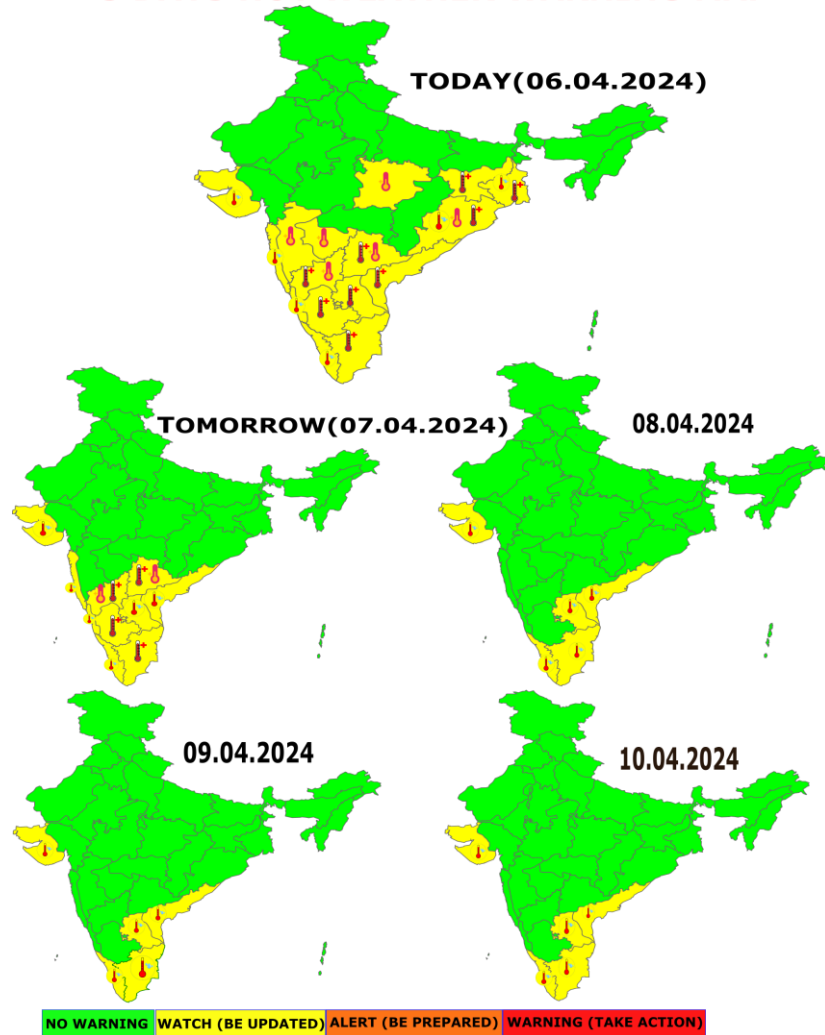 TODAY(06.04.2024)
TOMORROW(07.04.2024)
08.04.2024
09.04.2024
10.04.2024
NO WARNING
WATCH (BE UPDATED)
ALERT (BE PREPARED)
WARNING (TAKE ACTION)